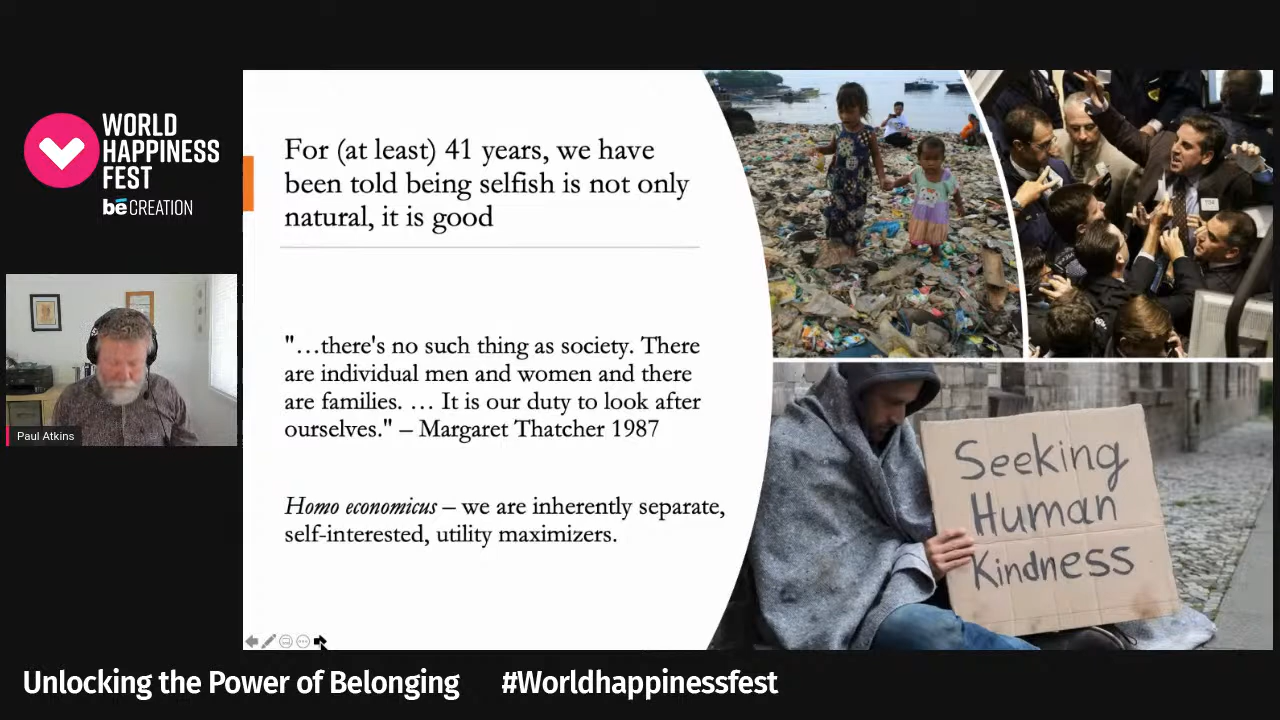 WORLD
HAPPINESS
FEST
bē CREATION
Paul Atkins
For (at least) 41 years, we have
been told being selfish is not only
natural, it is good
"…there's no such thing as society. There
are individual men and women and there
are families. … It is our duty to look after
ourselves." – Margaret Thatcher 1987
Homo economicus – we are inherently separate,
self-interested, utility maximizers.
Seeking
Human
Kindness
Unlocking the Power of Belonging
#Worldhappinessfest